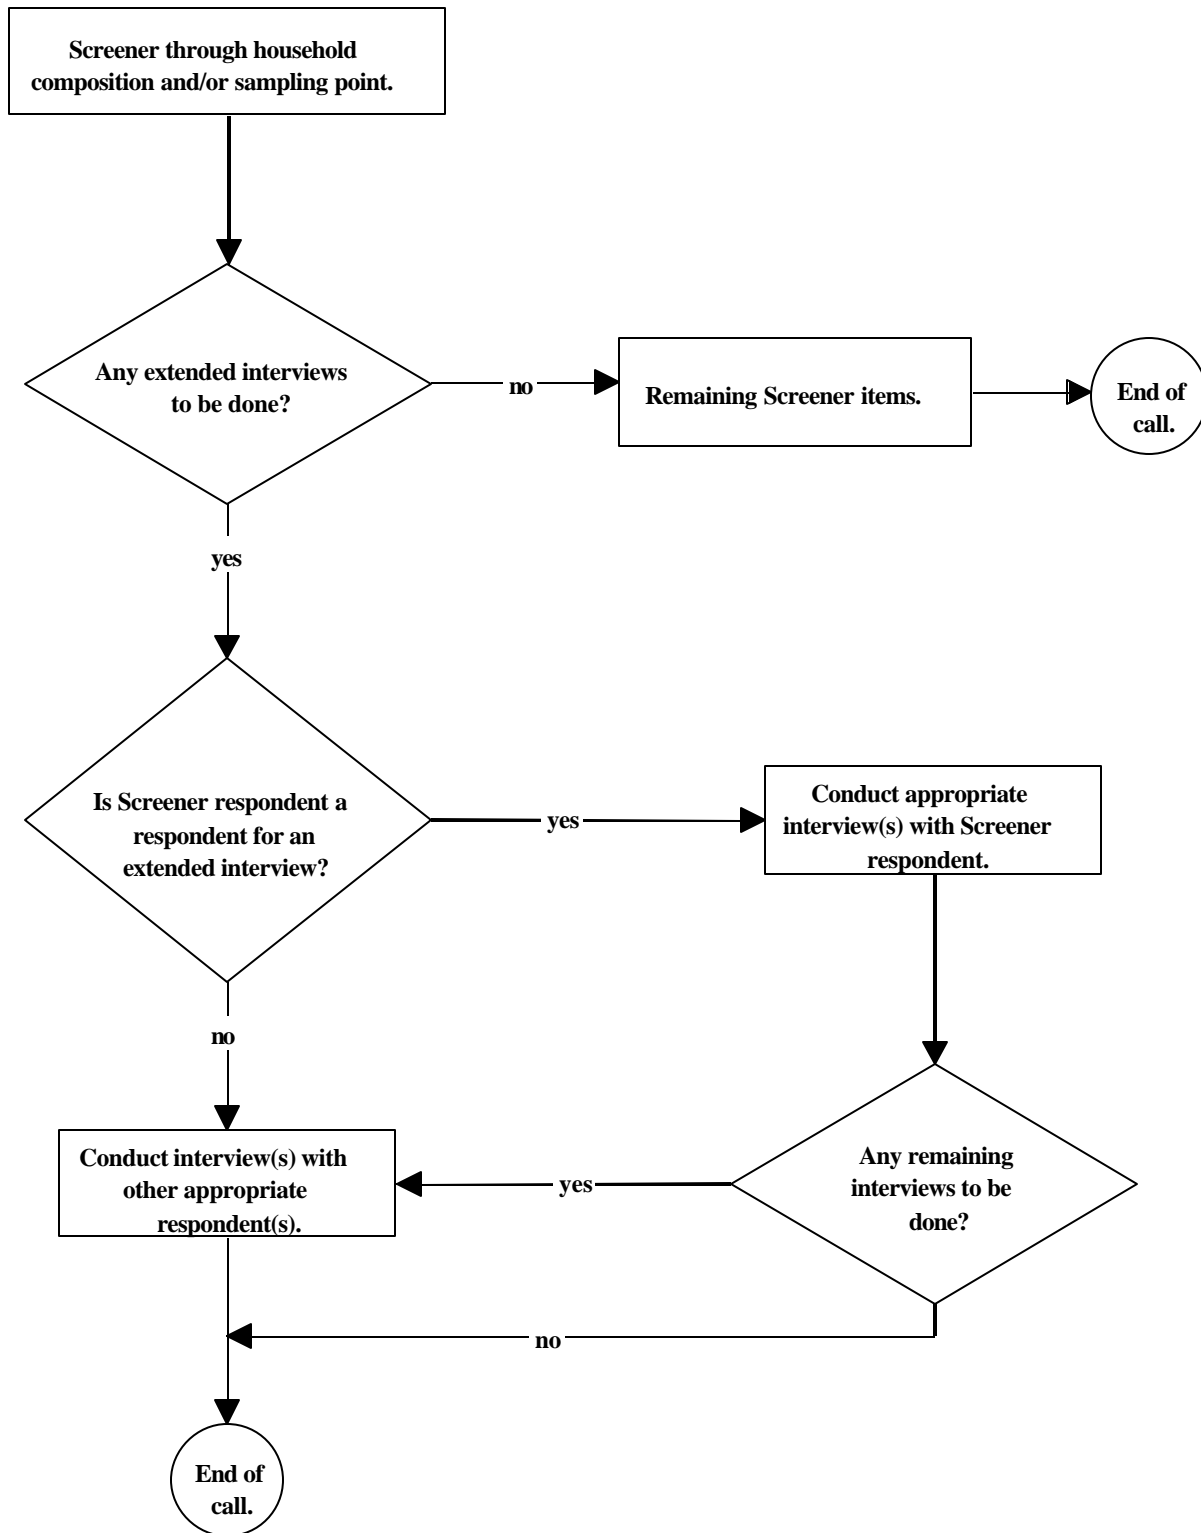 Screener through household
composition and/or sampling point.
Any extended interviews
to be done?
no
Remaining Screener items.
End of
call.
yes
Is Screener respondent a
respondent for an
extended interview?
yes
Conduct appropriate
interview(s) with Screener
respondent.
no
Conduct interview(s) with
other appropriate
respondent(s).
yes
Any remaining
interviews to be
done?
no
End of
call.